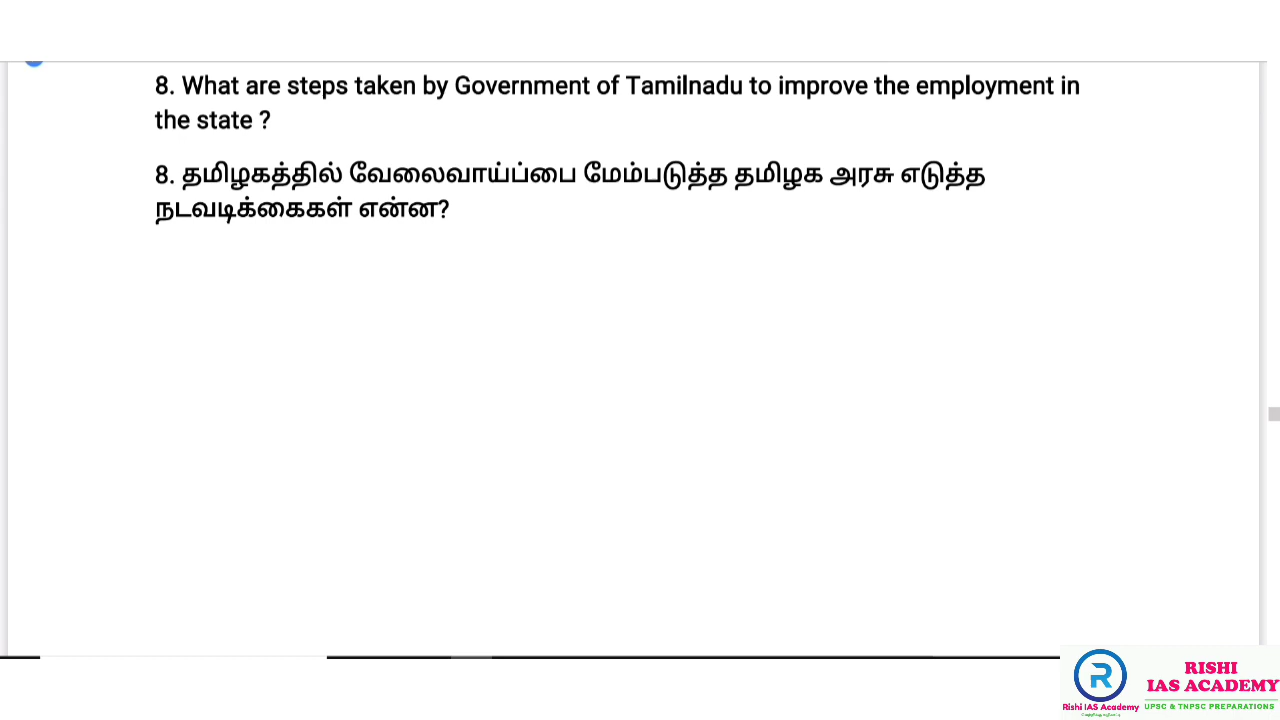 8. What are steps taken by Government of Tamilnadu to improve the employment in
the state ?
8. தமிழகத்தில் வேலைவாய்ப்பை மேம்படுத்த தமிழக அரசு எடுத்த
நடவடிக்கைகள் என்ன?
RISHI
IAS ACADEMY
Rishi IAS Academy
UPSC & TNPSC PREPARATIONS